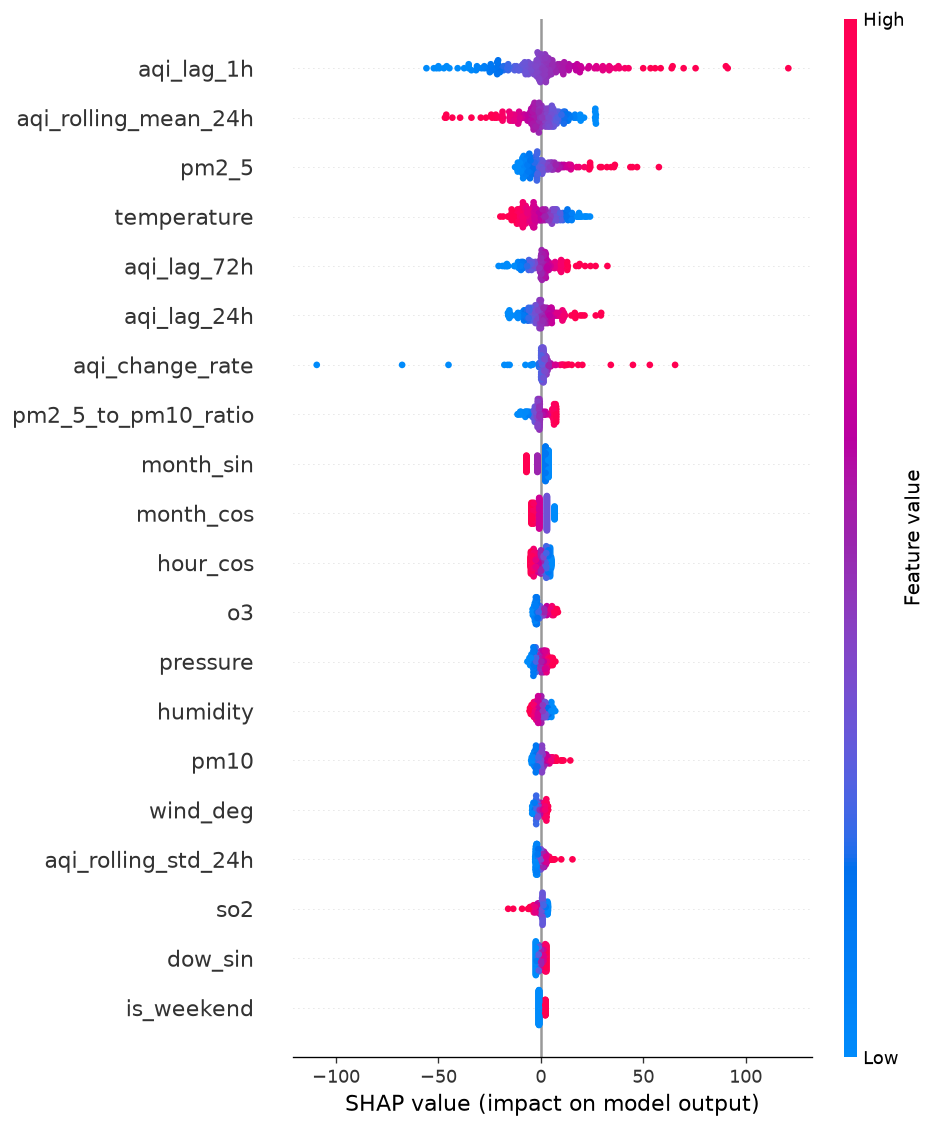 High
aqi_lag_1h
aqi_rolling_mean_24h
pm2_5
temperature
aqi_lag_72h
aqi_lag_24h
aqi_change_rate
pm2_5_to_pm10_ratio
month_sin
month_cos
hour_cos
o3
pressure
humidity
pm10
wind_deg
aqi_rolling_std_24h
so2
dow_sin
is_weekend
Feature value
Low
−100 −50 0 50 100
SHAP value (impact on model output)